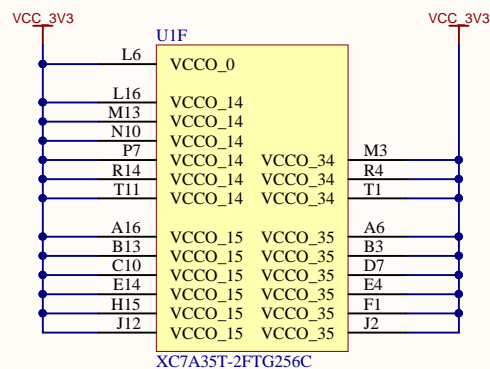 VCC_3V3 VCC_3V3
U1F
L6 VCCO_0
L16 VCCO_14
M13 VCCO_14
N10 VCCO_14
P7 VCCO_14 VCCO_34 M3
R14 VCCO_14 VCCO_34 R4
T11 VCCO_14 VCCO_34 T1
A16 VCCO_15 VCCO_35 A6
B13 VCCO_15 VCCO_35 B3
C10 VCCO_15 VCCO_35 D7
E14 VCCO_15 VCCO_35 E4
H15 VCCO_15 VCCO_35 F1
J12 VCCO_15 VCCO_35 J2
XC7A35T-2FTG256C